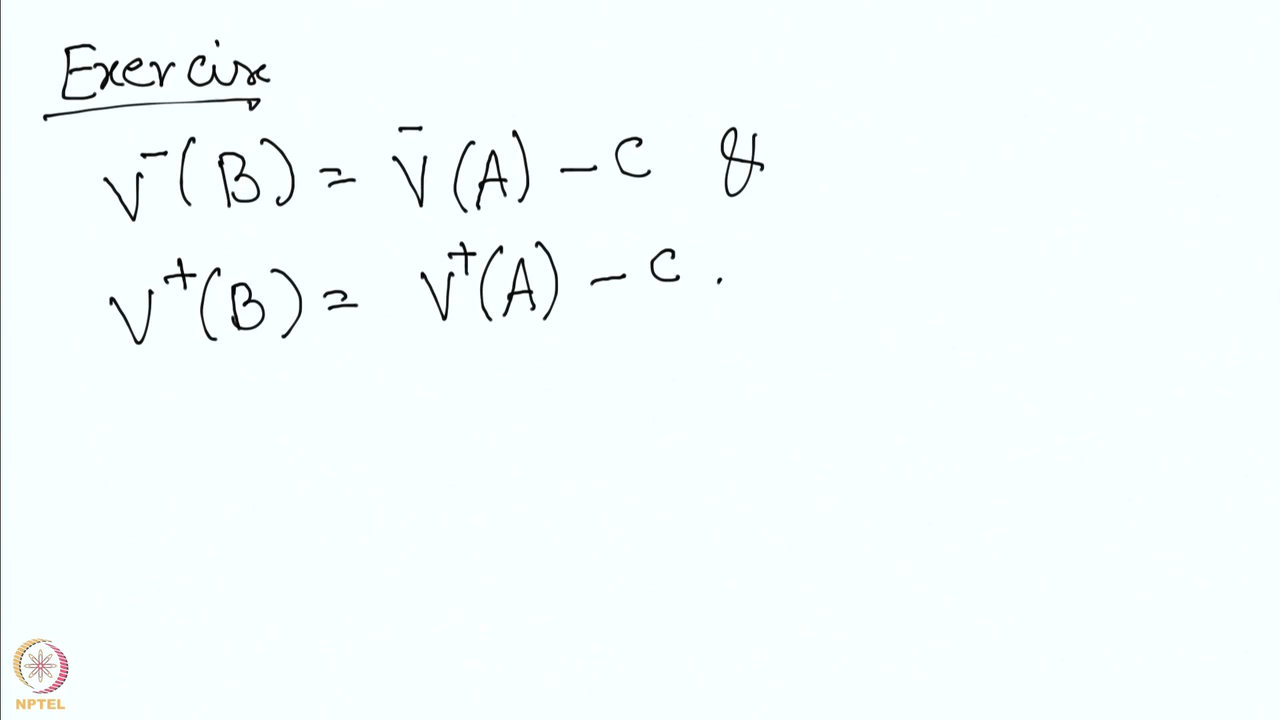 Exercise
V⁻(B) = V⁻(A) – C &
V⁺(B) = V⁺(A) – C .
NPTEL